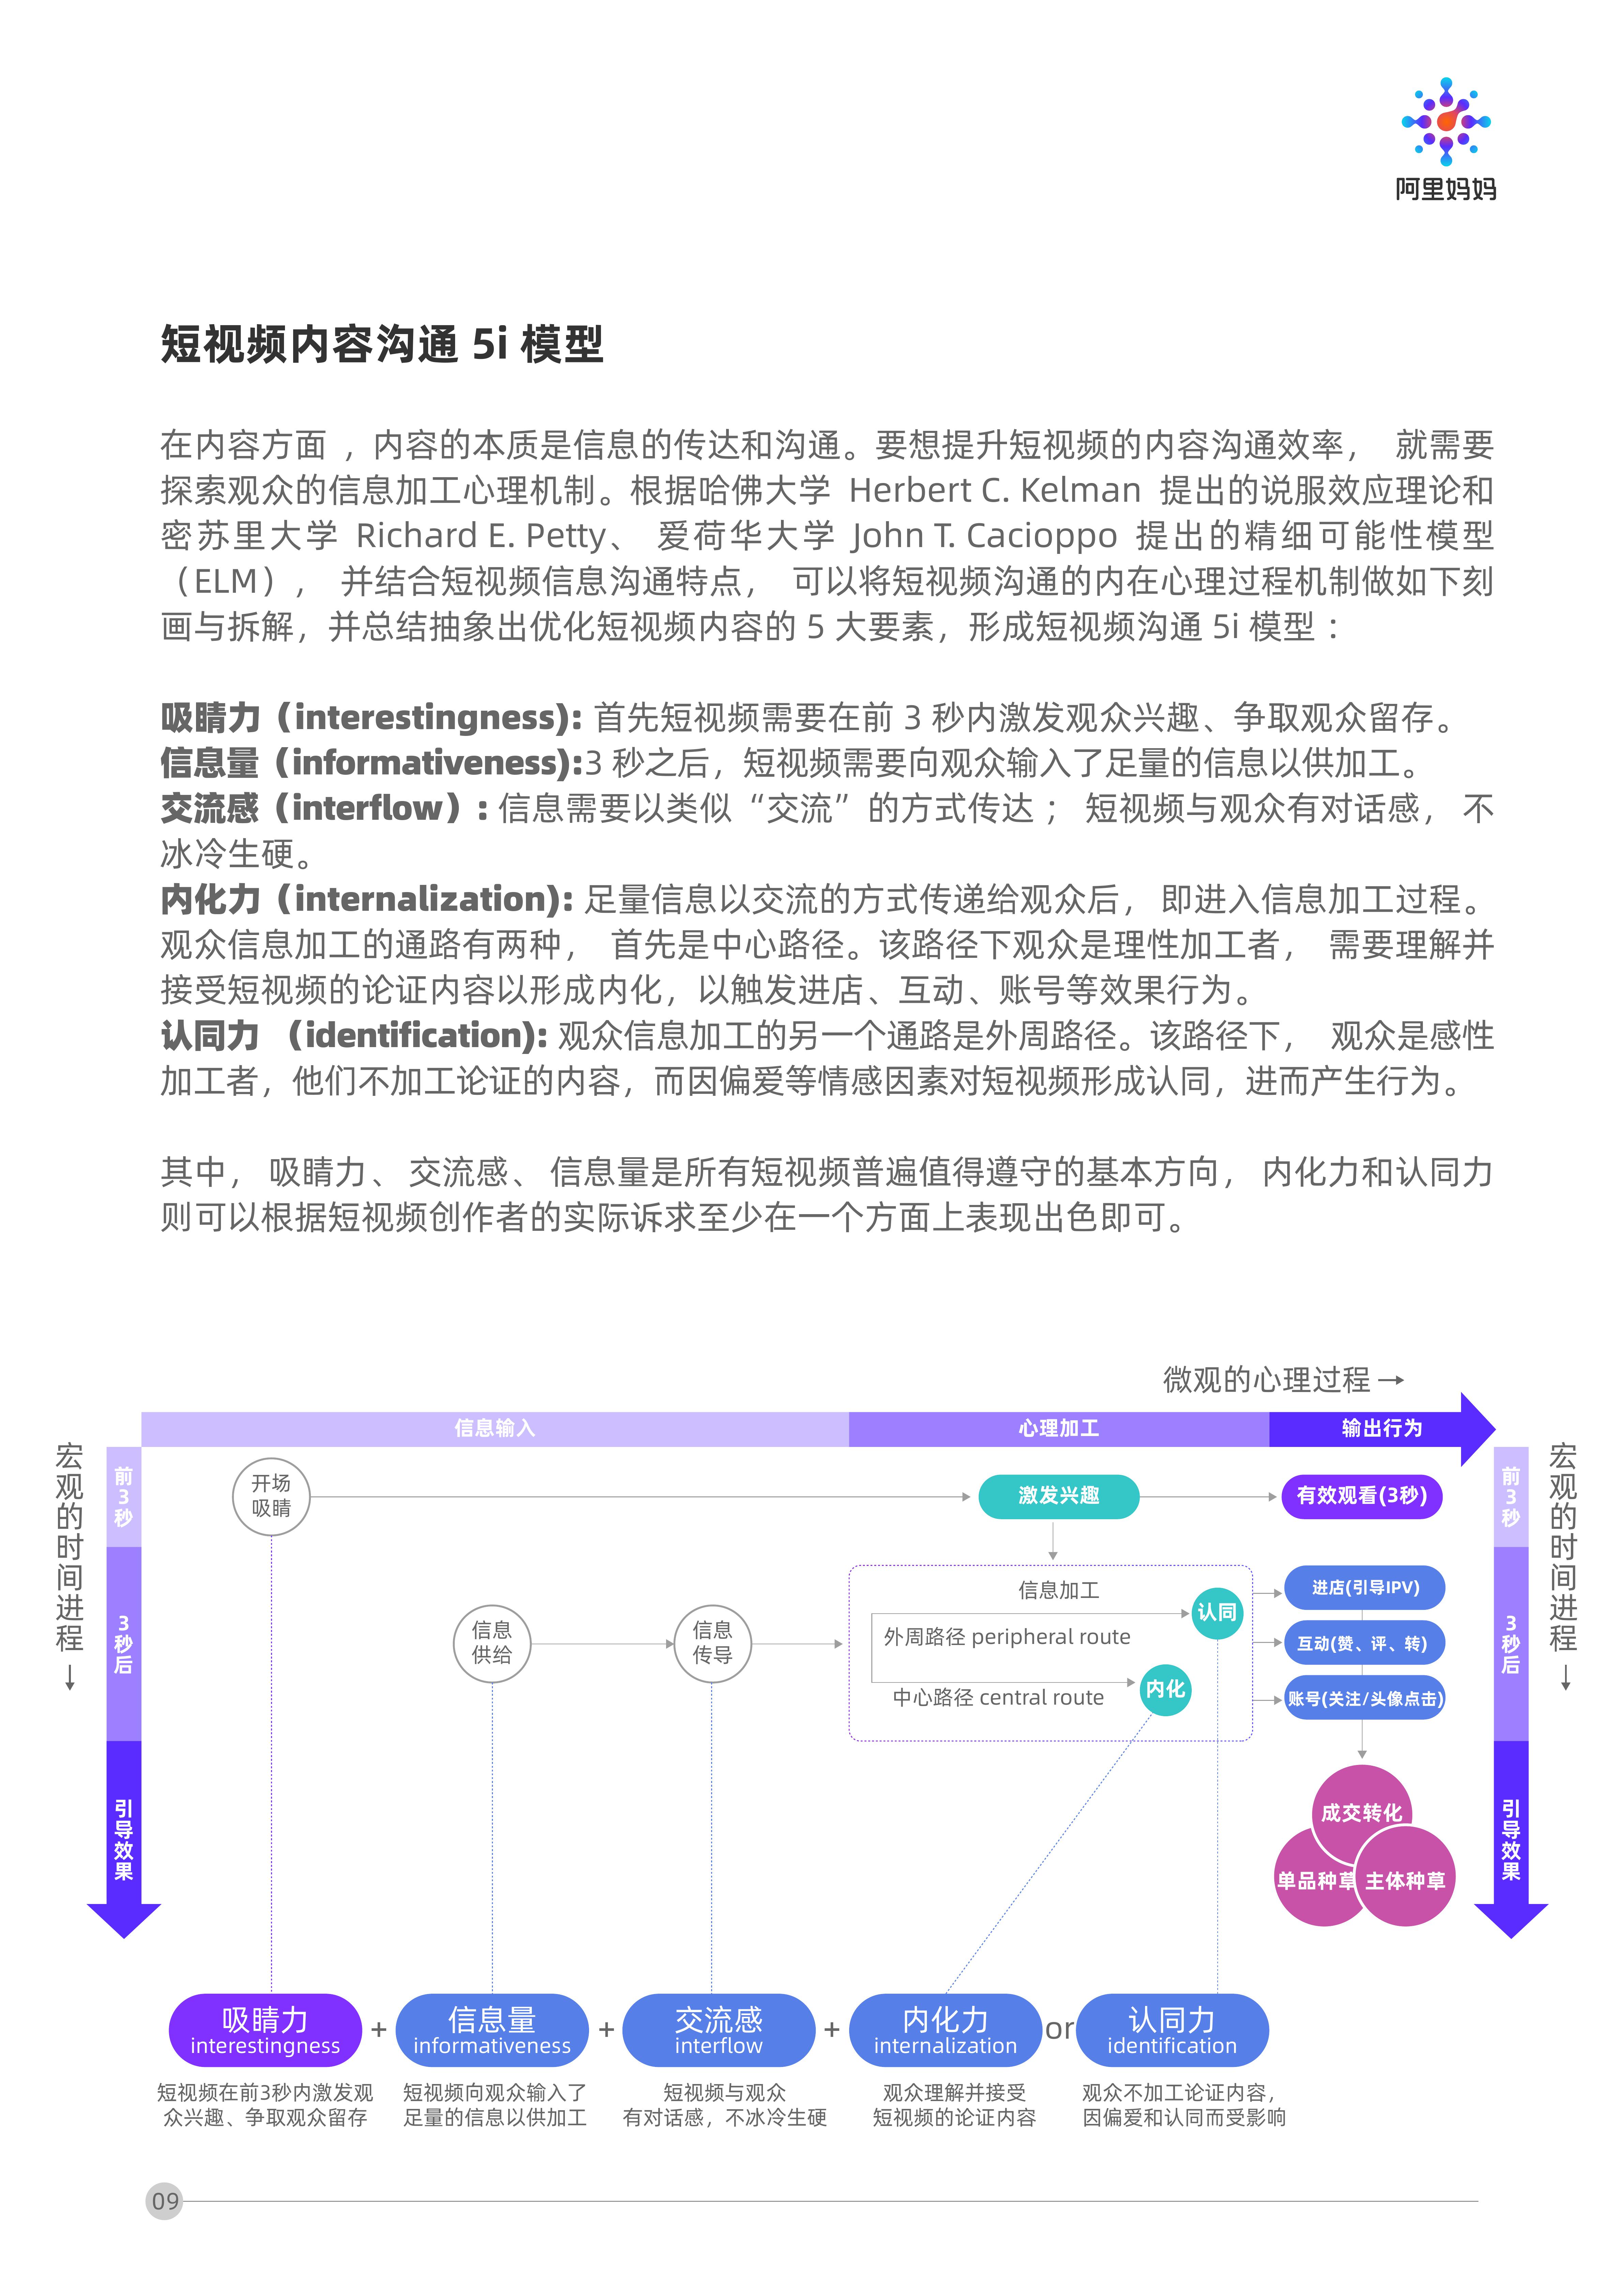 阿里妈妈
短视频内容沟通 5i 模型
在内容方面 ，内容的本质是信息的传达和沟通。要想提升短视频的内容沟通效率， 就需要
探索观众的信息加工心理机制。根据哈佛大学 Herbert C. Kelman 提出的说服效应理论和
密苏里大学 Richard E. Petty、 爱荷华大学 John T. Cacioppo 提出的精细可能性模型
（ELM）， 并结合短视频信息沟通特点， 可以将短视频沟通的内在心理过程机制做如下刻
画与拆解，并总结抽象出优化短视频内容的 5 大要素，形成短视频沟通 5i 模型：
吸睛力（interestingness): 首先短视频需要在前 3 秒内激发观众兴趣、争取观众留存。
信息量（informativeness):3 秒之后，短视频需要向观众输入了足量的信息以供加工。
交流感（interflow）: 信息需要以类似“交流”的方式传达； 短视频与观众有对话感， 不
冰冷生硬。
内化力（internalization): 足量信息以交流的方式传递给观众后， 即进入信息加工过程。
观众信息加工的通路有两种， 首先是中心路径。该路径下观众是理性加工者， 需要理解并
接受短视频的论证内容以形成内化，以触发进店、互动、账号等效果行为。
认同力 （identification): 观众信息加工的另一个通路是外周路径。该路径下， 观众是感性
加工者，他们不加工论证的内容，而因偏爱等情感因素对短视频形成认同，进而产生行为。
其中， 吸睛力、 交流感、 信息量是所有短视频普遍值得遵守的基本方向， 内化力和认同力
则可以根据短视频创作者的实际诉求至少在一个方面上表现出色即可。
微观的心理过程 →
信息输入 心理加工 输出行为
宏观的时间进程 ↓
前3秒
3秒后
引导效果
开场
吸睛
激发兴趣
有效观看(3秒)
信息
供给
信息
传导
信息加工
认同
外周路径 peripheral route
内化
中心路径 central route
进店(引导IPV)
互动(赞、评、转)
账号(关注/头像点击)
成交转化
单品种草
主体种草
前3秒
3秒后
引导效果
宏观的时间进程 ↓
吸睛力 + 信息量 + 交流感 + 内化力 or 认同力
interestingness informativeness interflow internalization identification
短视频在前3秒内激发观
众兴趣、争取观众留存
短视频向观众输入了
足量的信息以供加工
短视频与观众
有对话感，不冰冷生硬
观众理解并接受
短视频的论证内容
观众不加工论证内容，
因偏爱和认同而受影响
09